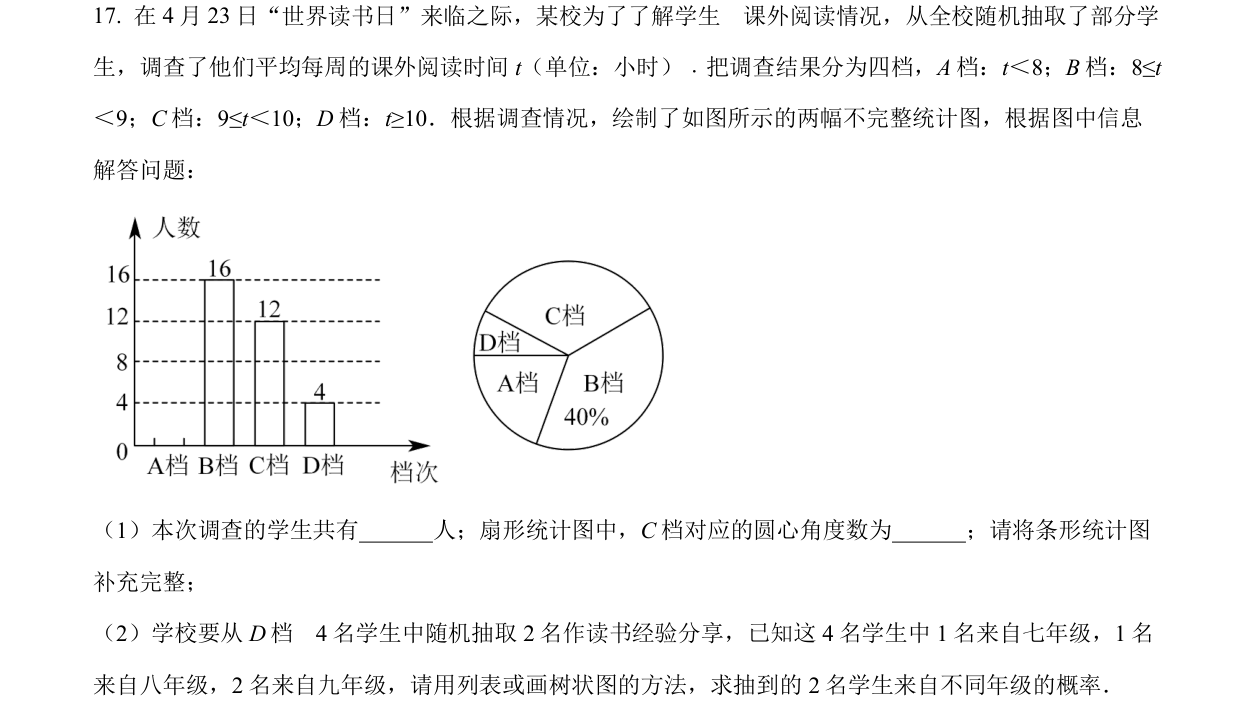 17. 在 4 月 23 日“世界读书日”来临之际，某校为了了解学生　课外阅读情况，从全校随机抽取了部分学
生，调查了他们平均每周的课外阅读时间 t（单位：小时）﹒把调查结果分为四档，A 档：t＜8；B 档：8≤t
＜9；C 档：9≤t＜10；D 档：t≥10．根据调查情况，绘制了如图所示的两幅不完整统计图，根据图中信息
解答问题：
人数
16
12
8
4
0
16
12
4
A档 B档 C档 D档
档次
C档
D档
A档
B档
40%
（1）本次调查的学生共有______人；扇形统计图中，C 档对应的圆心角度数为______；请将条形统计图
补充完整；
（2）学校要从 D 档　4 名学生中随机抽取 2 名作读书经验分享，已知这 4 名学生中 1 名来自七年级，1 名
来自八年级，2 名来自九年级，请用列表或画树状图的方法，求抽到的 2 名学生来自不同年级的概率．